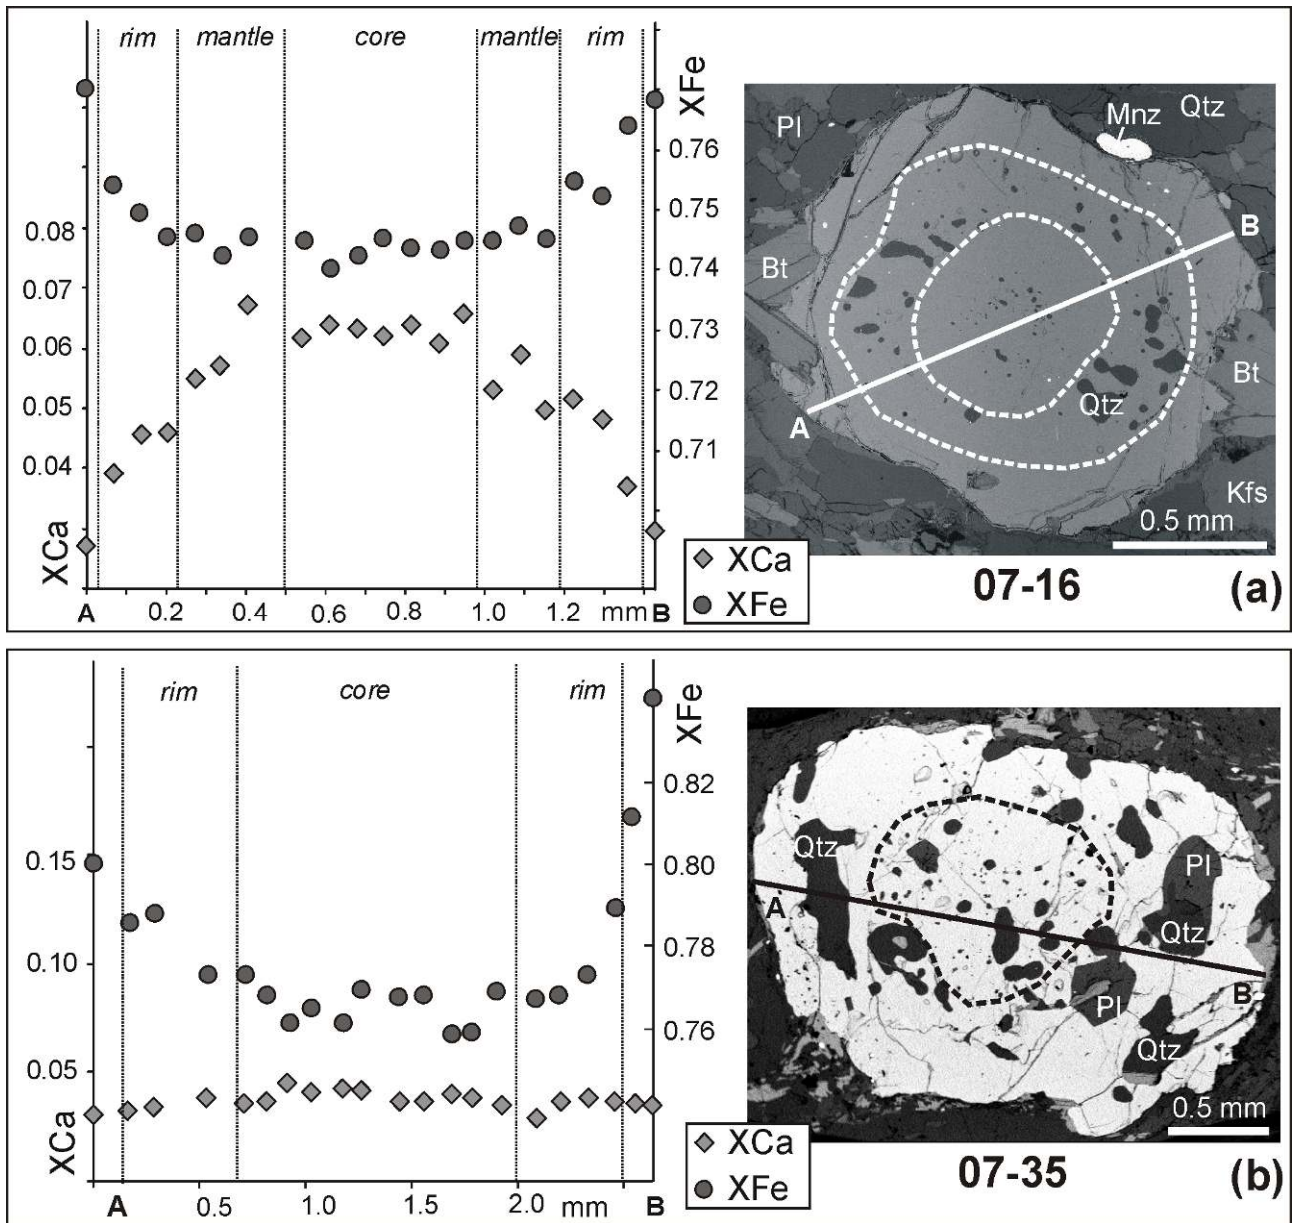 rim mantle core mantle rim
XFe
0.76
0.75
0.74
0.73
0.72
0.71
0.08
0.07
0.06
0.05
0.04
XCa
A 0.2 0.4 0.6 0.8 1.0 1.2 mm B
XCa
XFe
Pl
Mnz
Qtz
B
Bt
Bt
Qtz
A
Kfs
0.5 mm
07-16
(a)
rim core rim
XFe
0.82
0.80
0.78
0.76
0.15
0.10
0.05
XCa
A 0.5 1.0 1.5 2.0 mm B
XCa
XFe
Qtz
Pl
A
Qtz
B
Pl
Qtz
0.5 mm
07-35
(b)